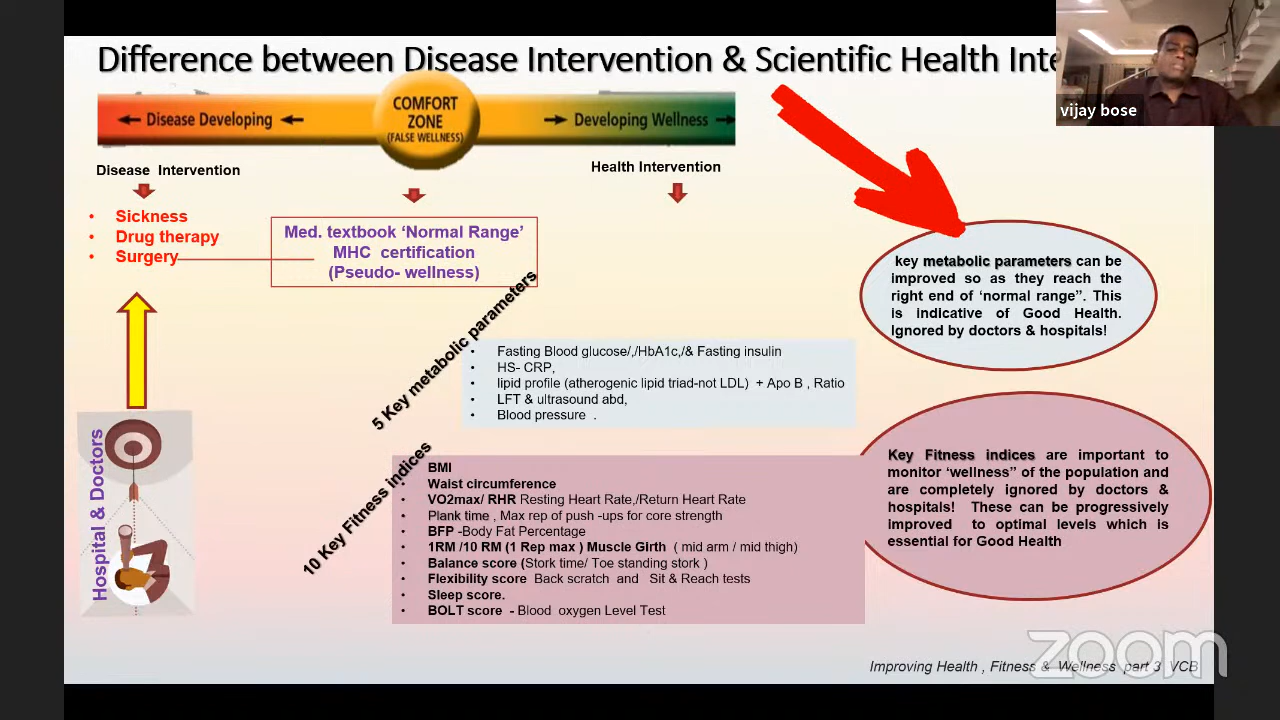 Difference between Disease Intervention & Scientific Health Inte
vijay bose
Disease Developing
COMFORT
ZONE
(FALSE WELLNESS)
Developing Wellness
Disease Intervention
Health Intervention
• Sickness
• Drug therapy
• Surgery
Med. textbook ‘Normal Range’
MHC certification
(Pseudo- wellness)
key metabolic parameters can be
improved so as they reach the
right end of ‘normal range”. This
is indicative of Good Health.
Ignored by doctors & hospitals!
5 Key metabolic parameters
• Fasting Blood glucose/,/HbA1c,/& Fasting insulin
• HS- CRP,
• lipid profile (atherogenic lipid triad-not LDL) + Apo B , Ratio
• LFT & ultrasound abd,
• Blood pressure .
Hospital & Doctors
10 Key Fitness indices
• BMI
• Waist circumference
• VO2max/ RHR Resting Heart Rate,/Return Heart Rate
• Plank time , Max rep of push -ups for core strength
• BFP -Body Fat Percentage
• 1RM /10 RM (1 Rep max ) Muscle Girth ( mid arm / mid thigh)
• Balance score (Stork time/ Toe standing stork )
• Flexibility score Back scratch and Sit & Reach tests
• Sleep score.
• BOLT score - Blood oxygen Level Test
Key Fitness indices are important to
monitor ‘wellness” of the population and
are completely ignored by doctors &
hospitals! These can be progressively
improved to optimal levels which is
essential for Good Health
zoom
Improving Health , Fitness & Wellness part 3 VCB